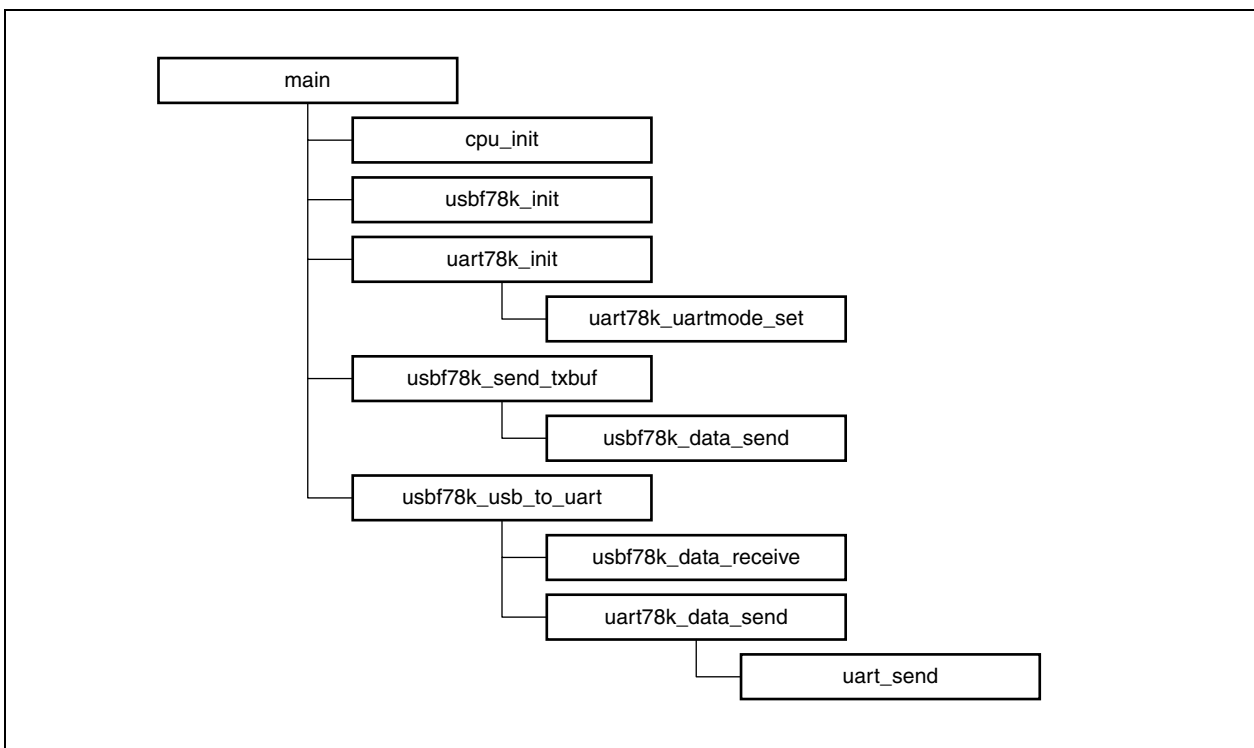 main
cpu_init
usbf78k_init
uart78k_init
uart78k_uartmode_set
usbf78k_send_txbuf
usbf78k_data_send
usbf78k_usb_to_uart
usbf78k_data_receive
uart78k_data_send
uart_send